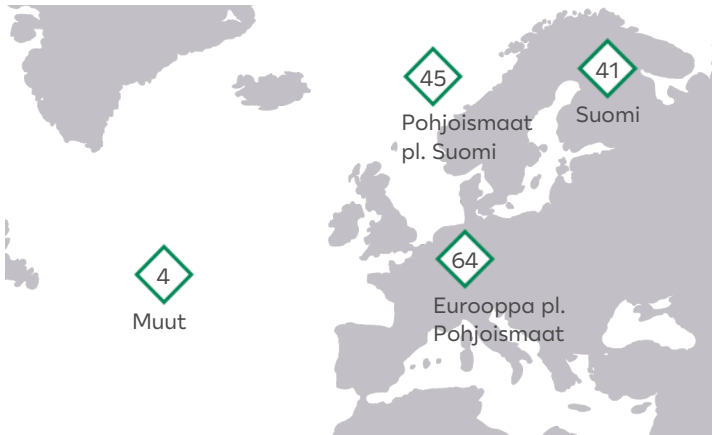 45
Pohjoismaat
pl. Suomi
41
Suomi
4
Muut
64
Eurooppa pl.
Pohjoismaat